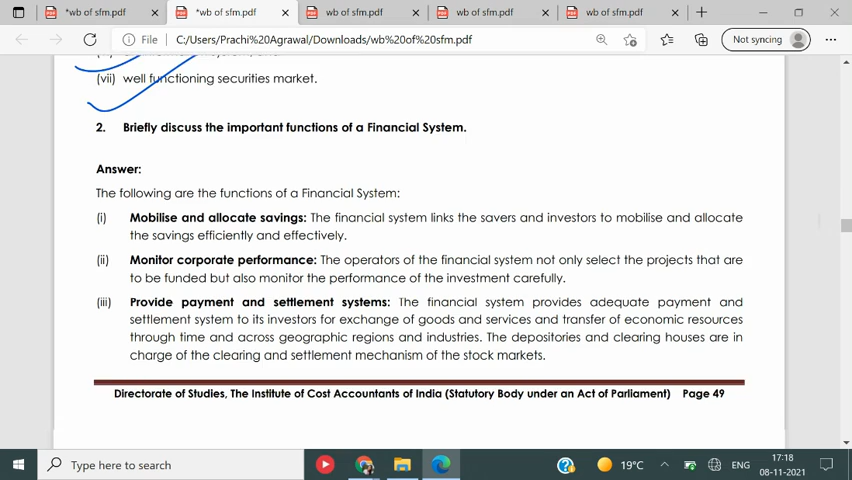 *wb of sfm.pdf
*wb of sfm.pdf
wb of sfm.pdf
wb of sfm.pdf
wb of sfm.pdf
File
C:/Users/Prachi%20Agrawal/Downloads/wb%20of%20sfm.pdf
Not syncing
(vii) well functioning securities market.
2. Briefly discuss the important functions of a Financial System.
Answer:
The following are the functions of a Financial System:
(i) Mobilise and allocate savings: The financial system links the savers and investors to mobilise and allocate
the savings efficiently and effectively.
(ii) Monitor corporate performance: The operators of the financial system not only select the projects that are
to be funded but also monitor the performance of the investment carefully.
(iii) Provide payment and settlement systems: The financial system provides adequate payment and
settlement system to its investors for exchange of goods and services and transfer of economic resources
through time and across geographic regions and industries. The depositories and clearing houses are in
charge of the clearing and settlement mechanism of the stock markets.
Directorate of Studies, The Institute of Cost Accountants of India (Statutory Body under an Act of Parliament) Page 49
Type here to search
19°C
ENG
17:18
08-11-2021